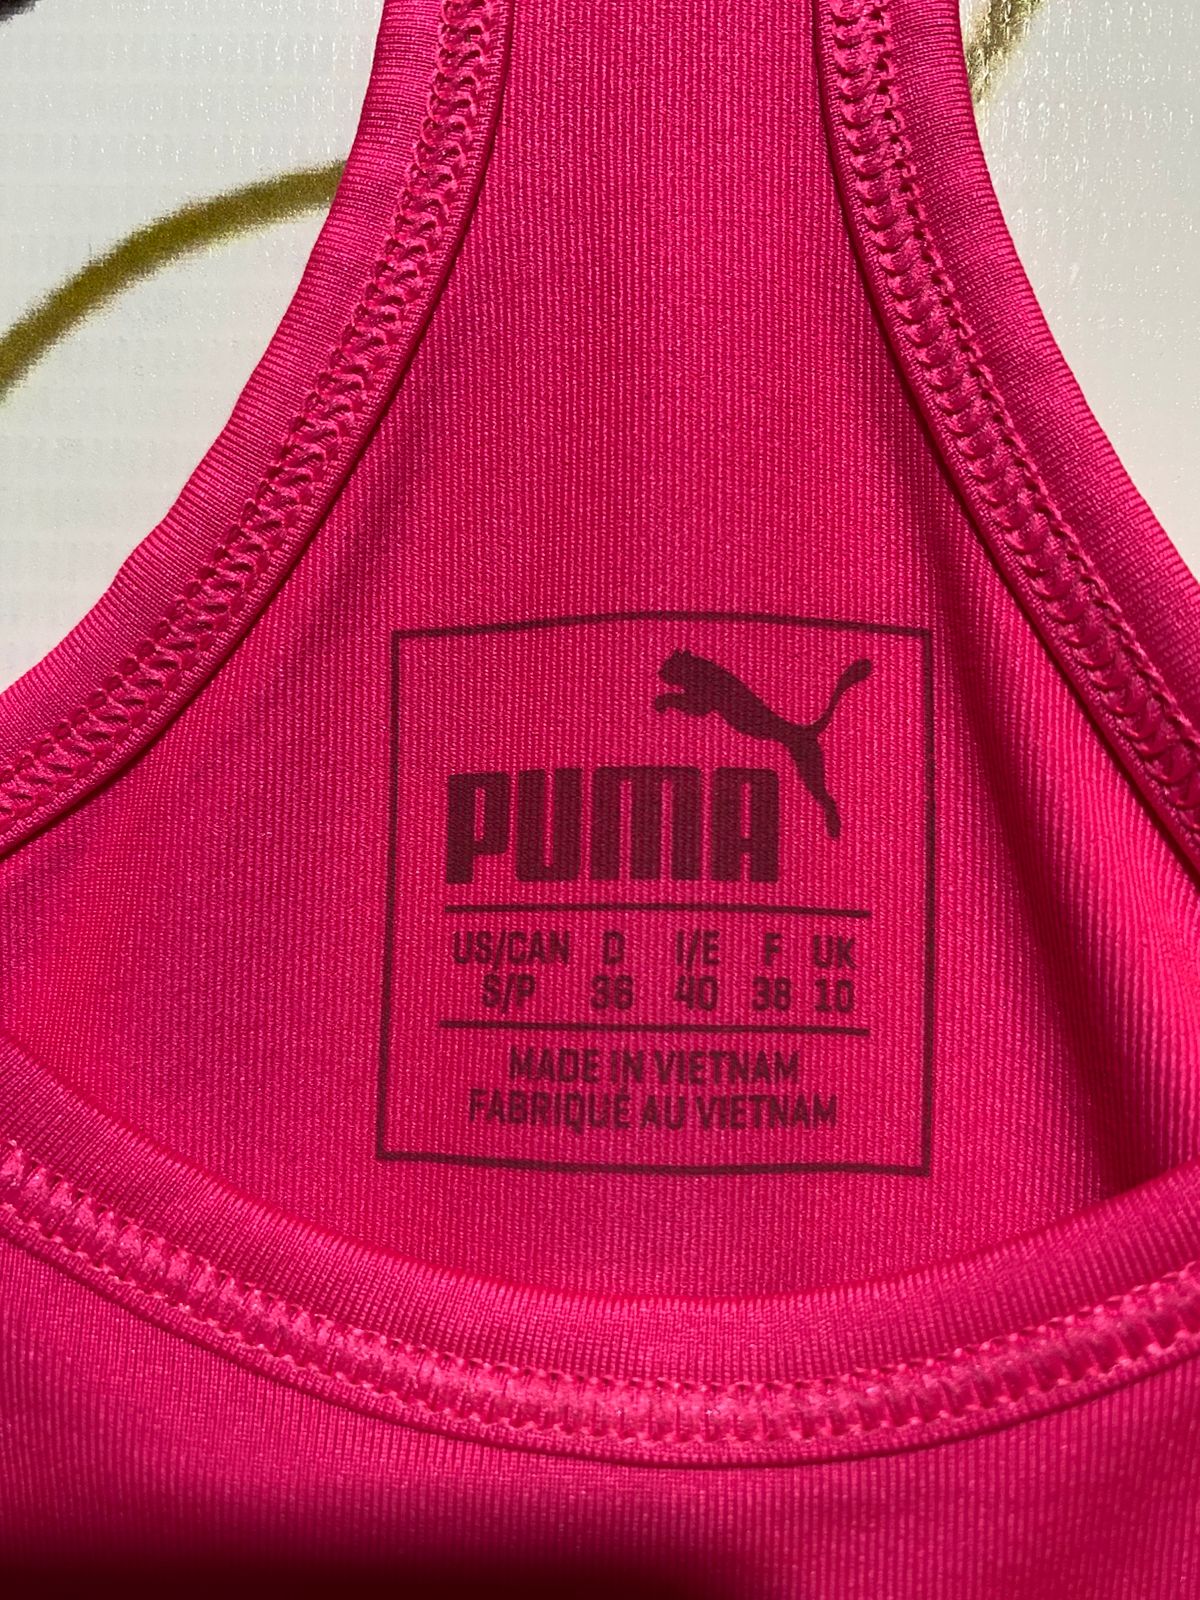 PUMA
US/CAN D I/E F UK
S/P 36 40 38 10
MADE IN VIETNAM
FABRIQUÉ AU VIETNAM